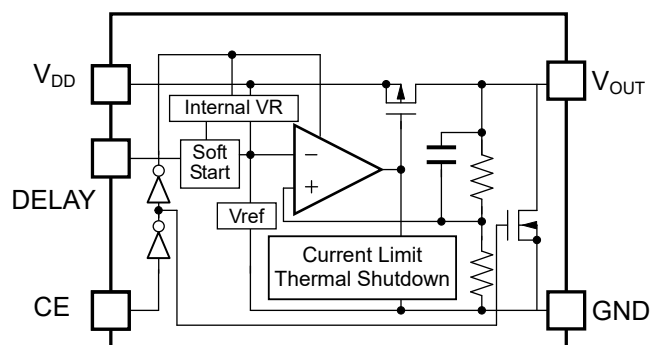 VDD
VOUT
Internal VR
Soft
Start
−
+
DELAY
Vref
Current Limit
Thermal Shutdown
CE
GND